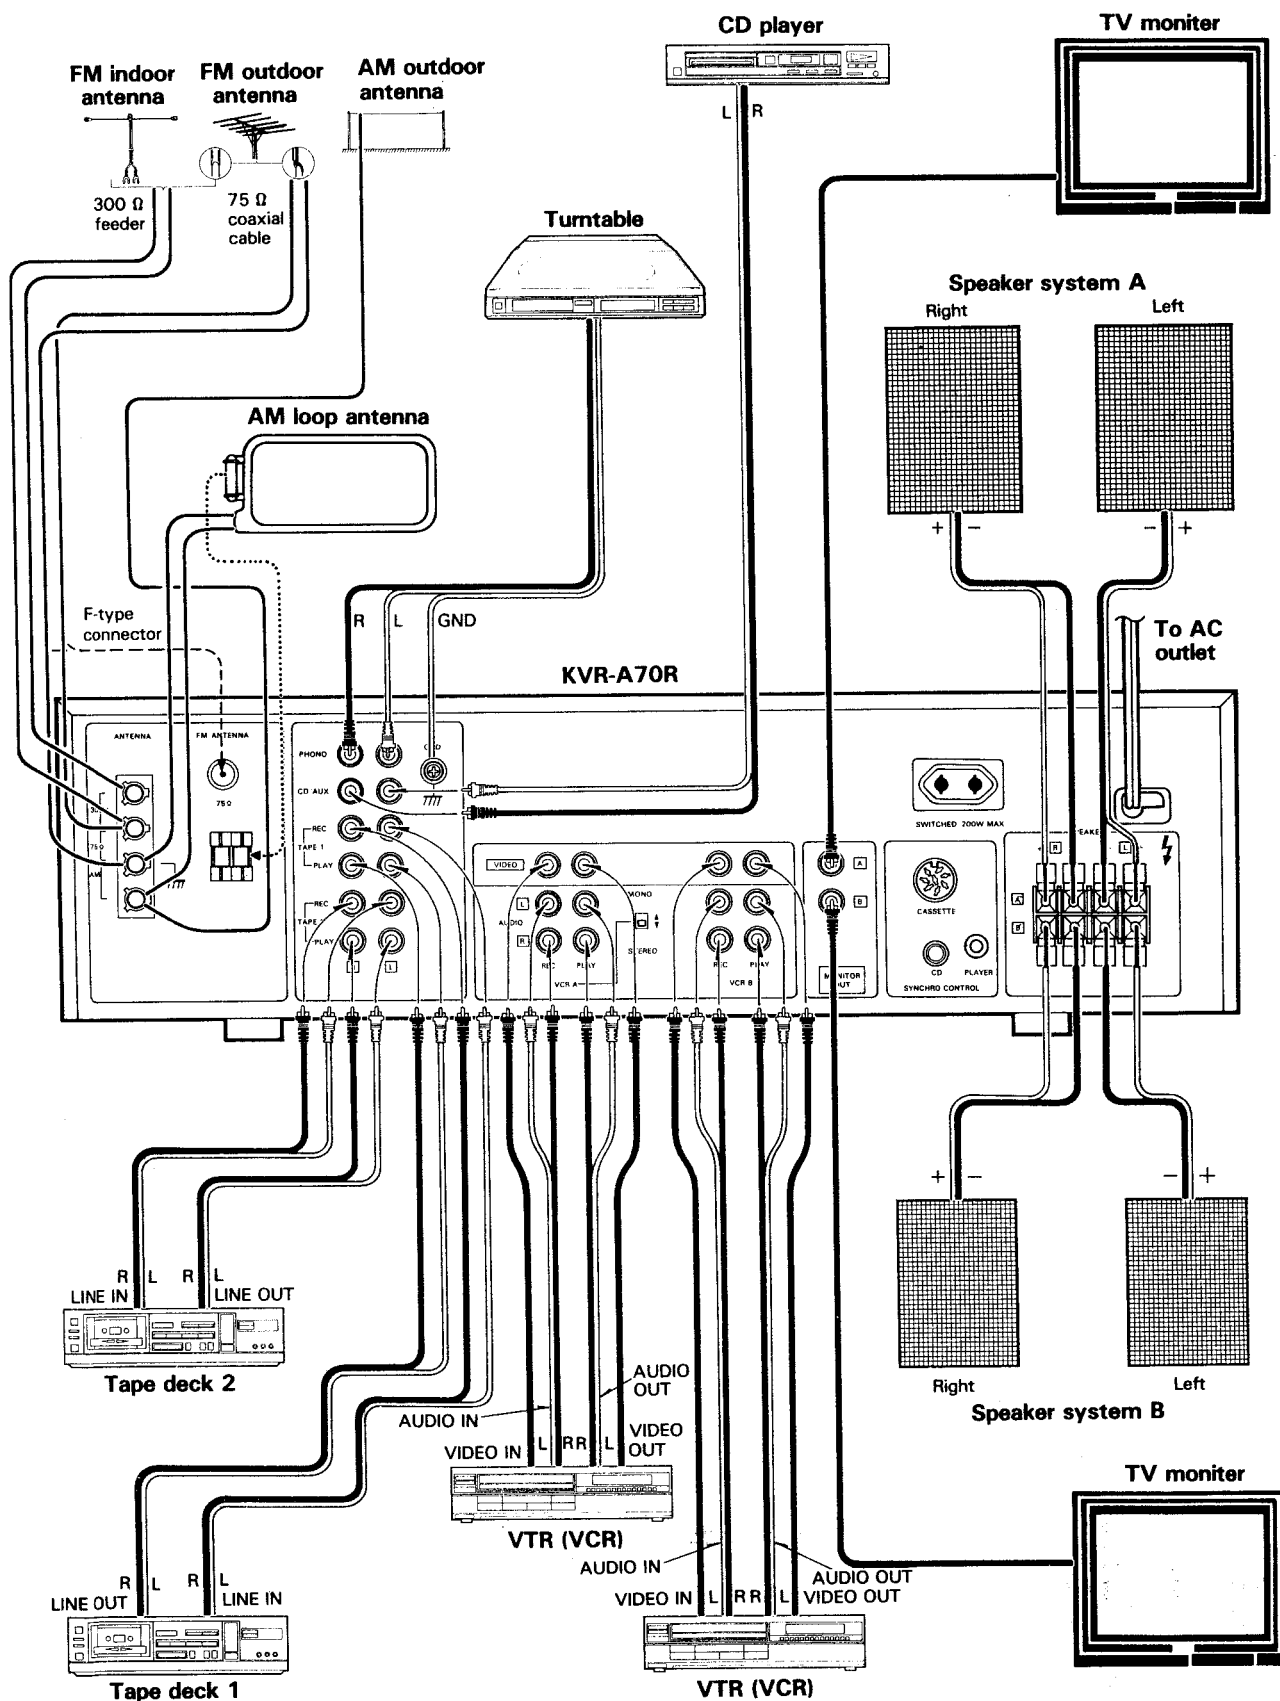 CD player
TV moniter
FM indoor
antenna
FM outdoor
antenna
AM outdoor
antenna
L R
300 Ω
feeder
75 Ω
coaxial
cable
Turntable
Speaker system A
Right
Left
AM loop antenna
+ − − +
F-type
connector
R L GND
To AC
outlet
KVR-A70R
ANTENNA
FM ANTENNA
PHONO
GND
CD/AUX
75 Ω
SWITCHED 200W MAX
REC
TAPE 1
PLAY
75Ω
AM
VIDEO
A
R L
REC
PLAY
L
AUDIO
R
MONO
STEREO
REC PLAY
VCR A
REC PLAY
VCR B
B
MONITOR
OUT
CASSETTE
CD PLAYER
SYNCHRO CONTROL
A
B
L
+ − − +
R L R L
LINE IN LINE OUT
Tape deck 2
Right
Left
Speaker system B
AUDIO
OUT
AUDIO IN
VIDEO IN L R R L VIDEO
OUT
VTR (VCR)
TV moniter
AUDIO IN
AUDIO OUT
VIDEO IN L R R L VIDEO OUT
VTR (VCR)
R L R L
LINE OUT LINE IN
Tape deck 1